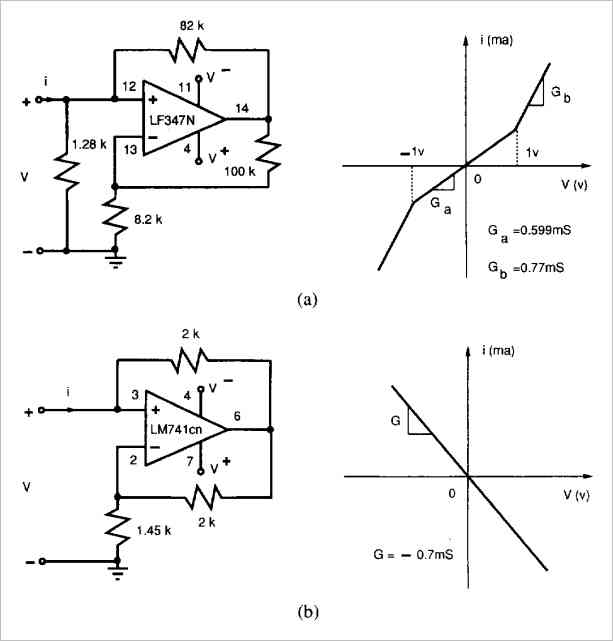 82 k
i (ma)
i
V −
12
11
+
+
14
G b
LF347N
−
13
4
V +
1.28 k
100 k
− 1v
1v
V
0
V (v)
G a
8.2 k
G a =0.599mS
−
G b =0.77mS
(a)
2 k
i (ma)
i
V −
3
4
+
+
6
G
LM741cn
−
2
7
V +
V
0
V (v)
1.45 k
2 k
−
G = − 0.7mS
(b)